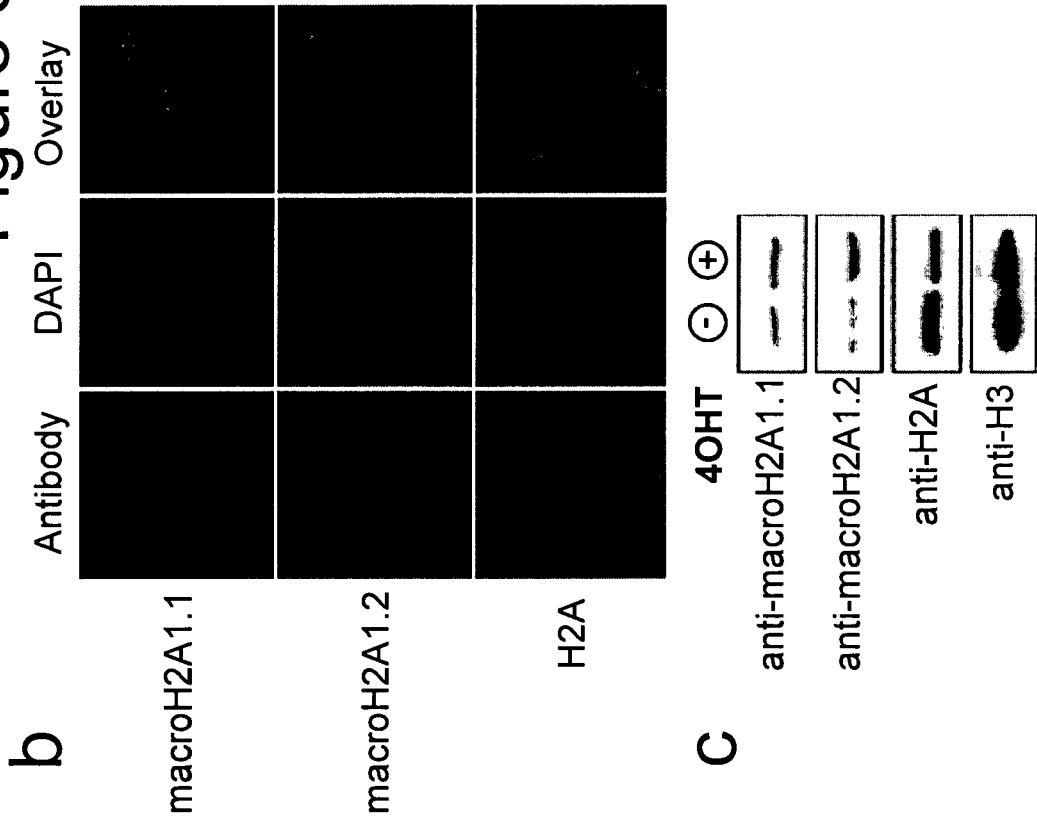 Figure
b
Antibody DAPI Overlay
macroH2A1.1
macroH2A1.2
H2A
c
4OHT - +
anti-macroH2A1.1
anti-macroH2A1.2
anti-H2A
anti-H3